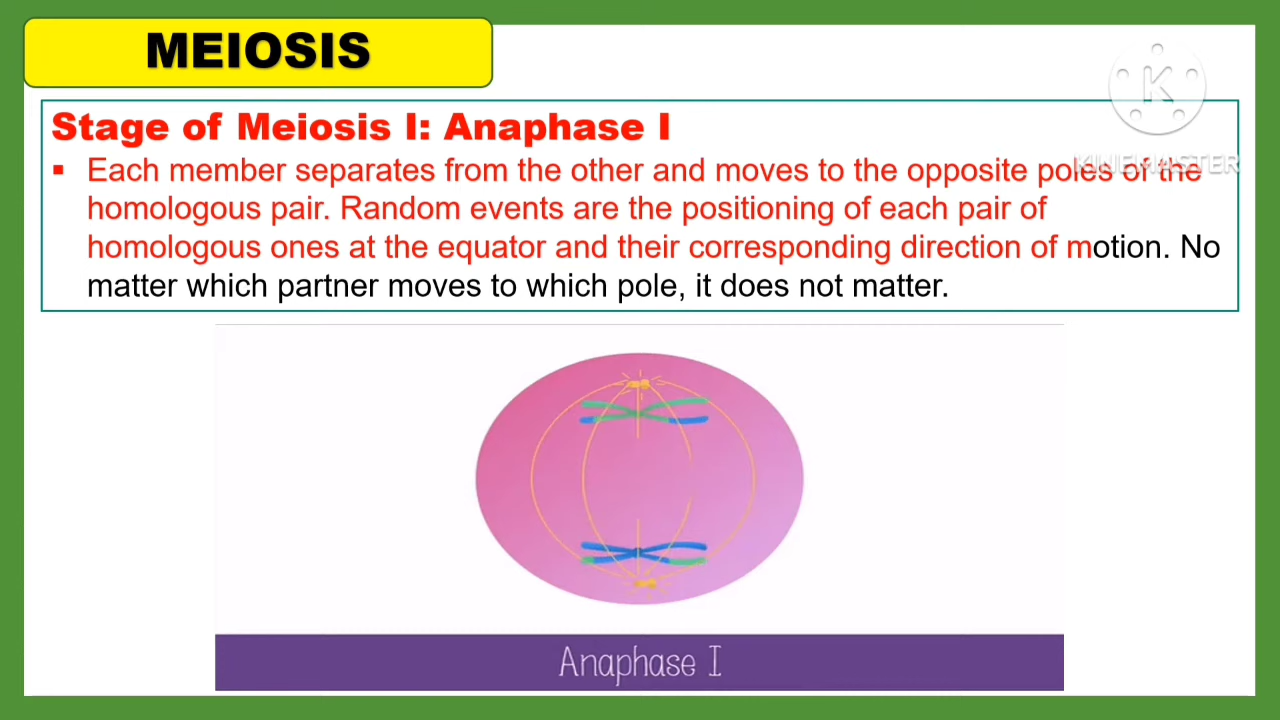 MEIOSIS
K
KINEMASTER
Stage of Meiosis I: Anaphase I
▪ Each member separates from the other and moves to the opposite poles of the
homologous pair. Random events are the positioning of each pair of
homologous ones at the equator and their corresponding direction of motion. No
matter which partner moves to which pole, it does not matter.
Anaphase I